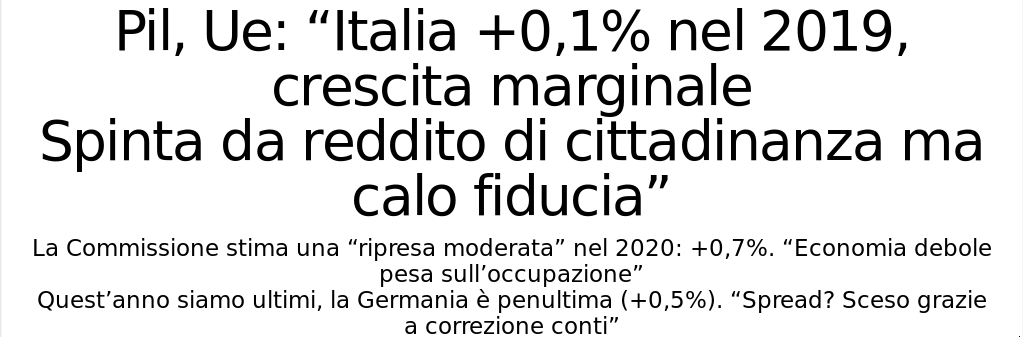 Pil, Ue: “Italia +0,1% nel 2019,
crescita marginale
Spinta da reddito di cittadinanza ma
calo fiducia”
La Commissione stima una “ripresa moderata” nel 2020: +0,7%. “Economia debole
pesa sull’occupazione”
Quest’anno siamo ultimi, la Germania è penultima (+0,5%). “Spread? Sceso grazie
a correzione conti”